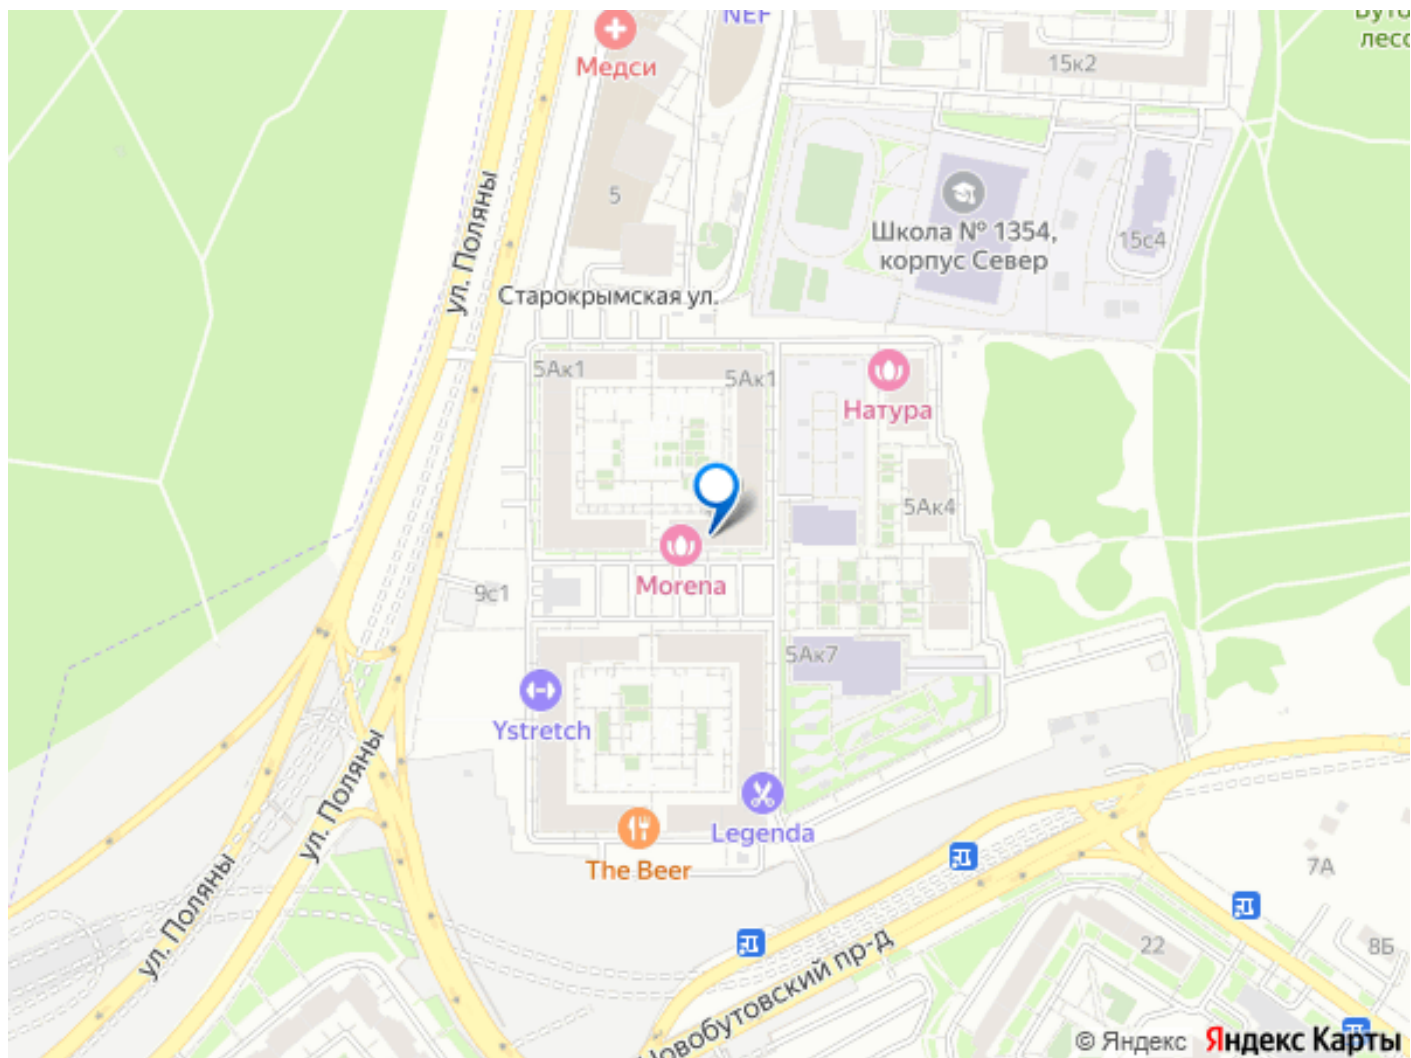 NEF
Медси
15к2
5
ул. Поляны
Школа № 1354,
корпус Север
15с4
Старокрымская ул.
5Ак1
5Ак1
Натура
5Ак4
Morena
9с1
5Ак7
Ystretch
Legenda
The Beer
ул. Поляны
ул. Поляны
7А
22
8Б
Новобутовский пр-д
© Яндекс Яндекс Карты